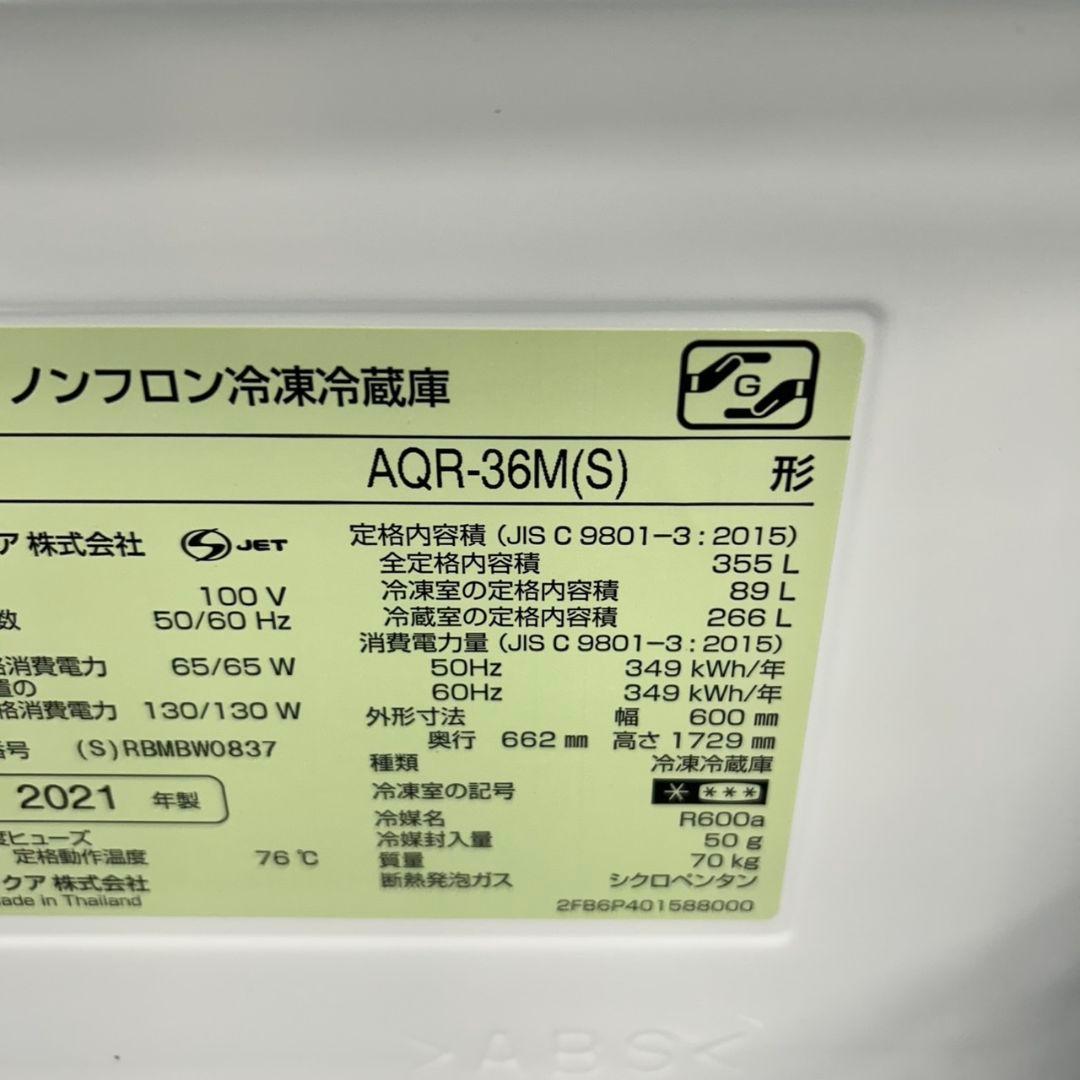 ノンフロン冷凍冷蔵庫
G
AQR-36M(S) 形
ア 株式会社 S JET
100 V
数 50/60 Hz
格消費電力 65/65 W
量の
格消費電力 130/130 W
番号 (S)RBMBW0837
2021 年製
度ヒューズ
定格動作温度 76 ℃
クア 株式会社
ade in Thailand
定格内容積 (JIS C 9801-3 : 2015)
全定格内容積 355 L
冷凍室の定格内容積 89 L
冷蔵室の定格内容積 266 L
消費電力量 (JIS C 9801-3 : 2015)
50Hz 349 kWh/年
60Hz 349 kWh/年
外形寸法 幅 600 mm
奥行 662 mm 高さ 1729 mm
種類 冷凍冷蔵庫
冷凍室の記号 * ***
冷媒名 R600a
冷媒封入量 50 g
質量 70 kg
断熱発泡ガス シクロペンタン
2FB6P401588000
>ABS<